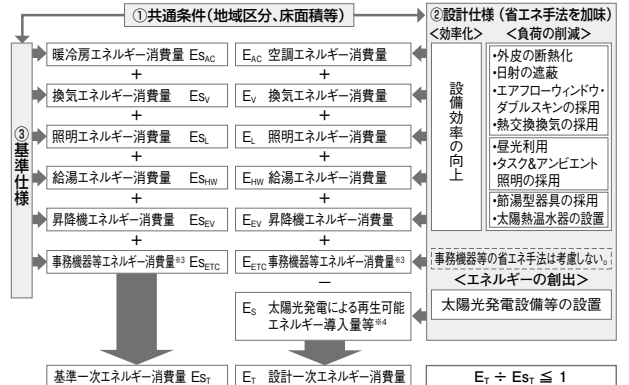 ①共通条件(地域区分、床面積等)
③基準仕様
暖冷房エネルギー消費量 EsAC
+
換気エネルギー消費量 EsV
+
照明エネルギー消費量 EsL
+
給湯エネルギー消費量 EsHW
+
昇降機エネルギー消費量 EsEV
+
事務機器等エネルギー消費量※3 EsETC
基準一次エネルギー消費量 EsT
EAC 空調エネルギー消費量
+
EV 換気エネルギー消費量
+
EL 照明エネルギー消費量
+
EHW 給湯エネルギー消費量
+
EEV 昇降機エネルギー消費量
+
EETC 事務機器等エネルギー消費量※3
－
ES 太陽光発電による再生可能
エネルギー導入量等※4
ET 設計一次エネルギー消費量
②設計仕様(省エネ手法を加味)
<効率化> <負荷の削減>
設備効率の向上
・外皮の断熱化
・日射の遮蔽
・エアフローウィンドウ・
ダブルスキンの採用
・熱交換換気の採用
・昼光利用
・タスク&アンビエント
照明の採用
・節湯型器具の採用
・太陽熱温水器の設置
事務機器等の省エネ手法は考慮しない。
<エネルギーの創出>
太陽光発電設備等の設置
ET ÷ EsT ≦ 1